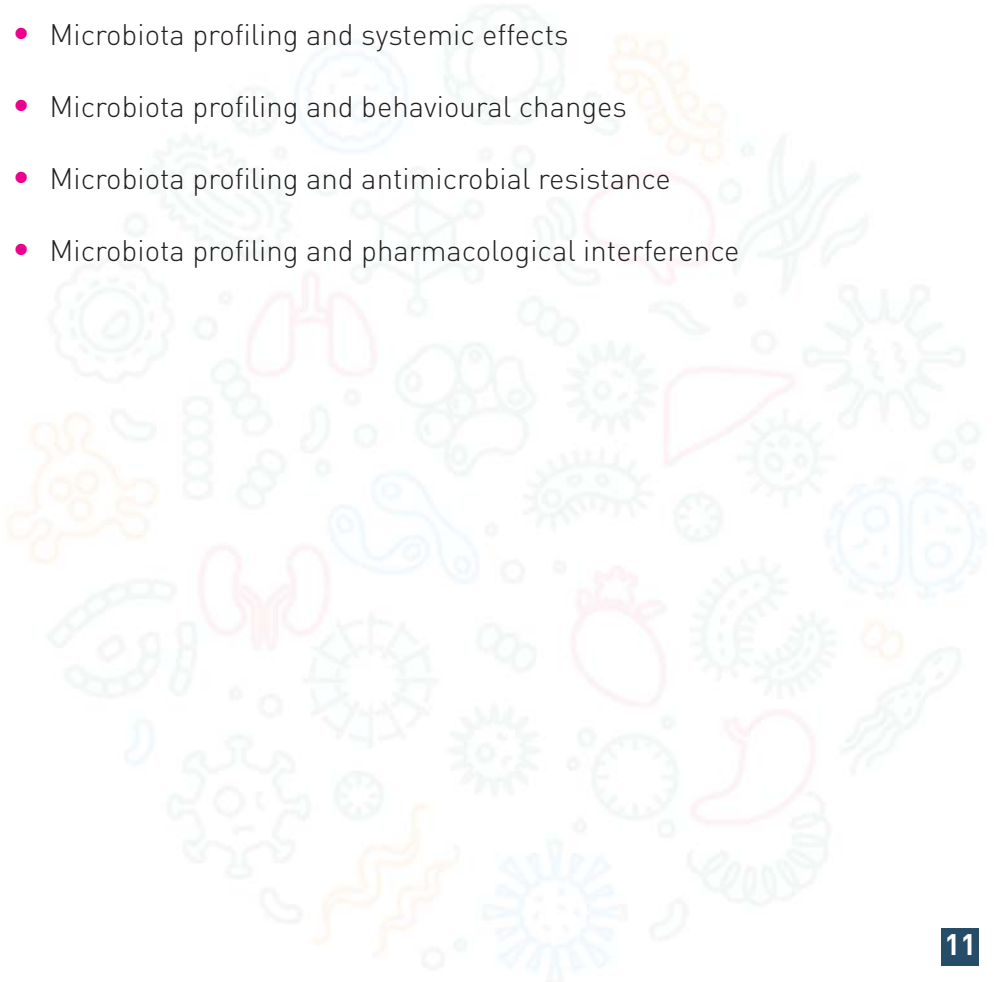 • Microbiota profiling and systemic effects
• Microbiota profiling and behavioural changes
• Microbiota profiling and antimicrobial resistance
• Microbiota profiling and pharmacological interference
11